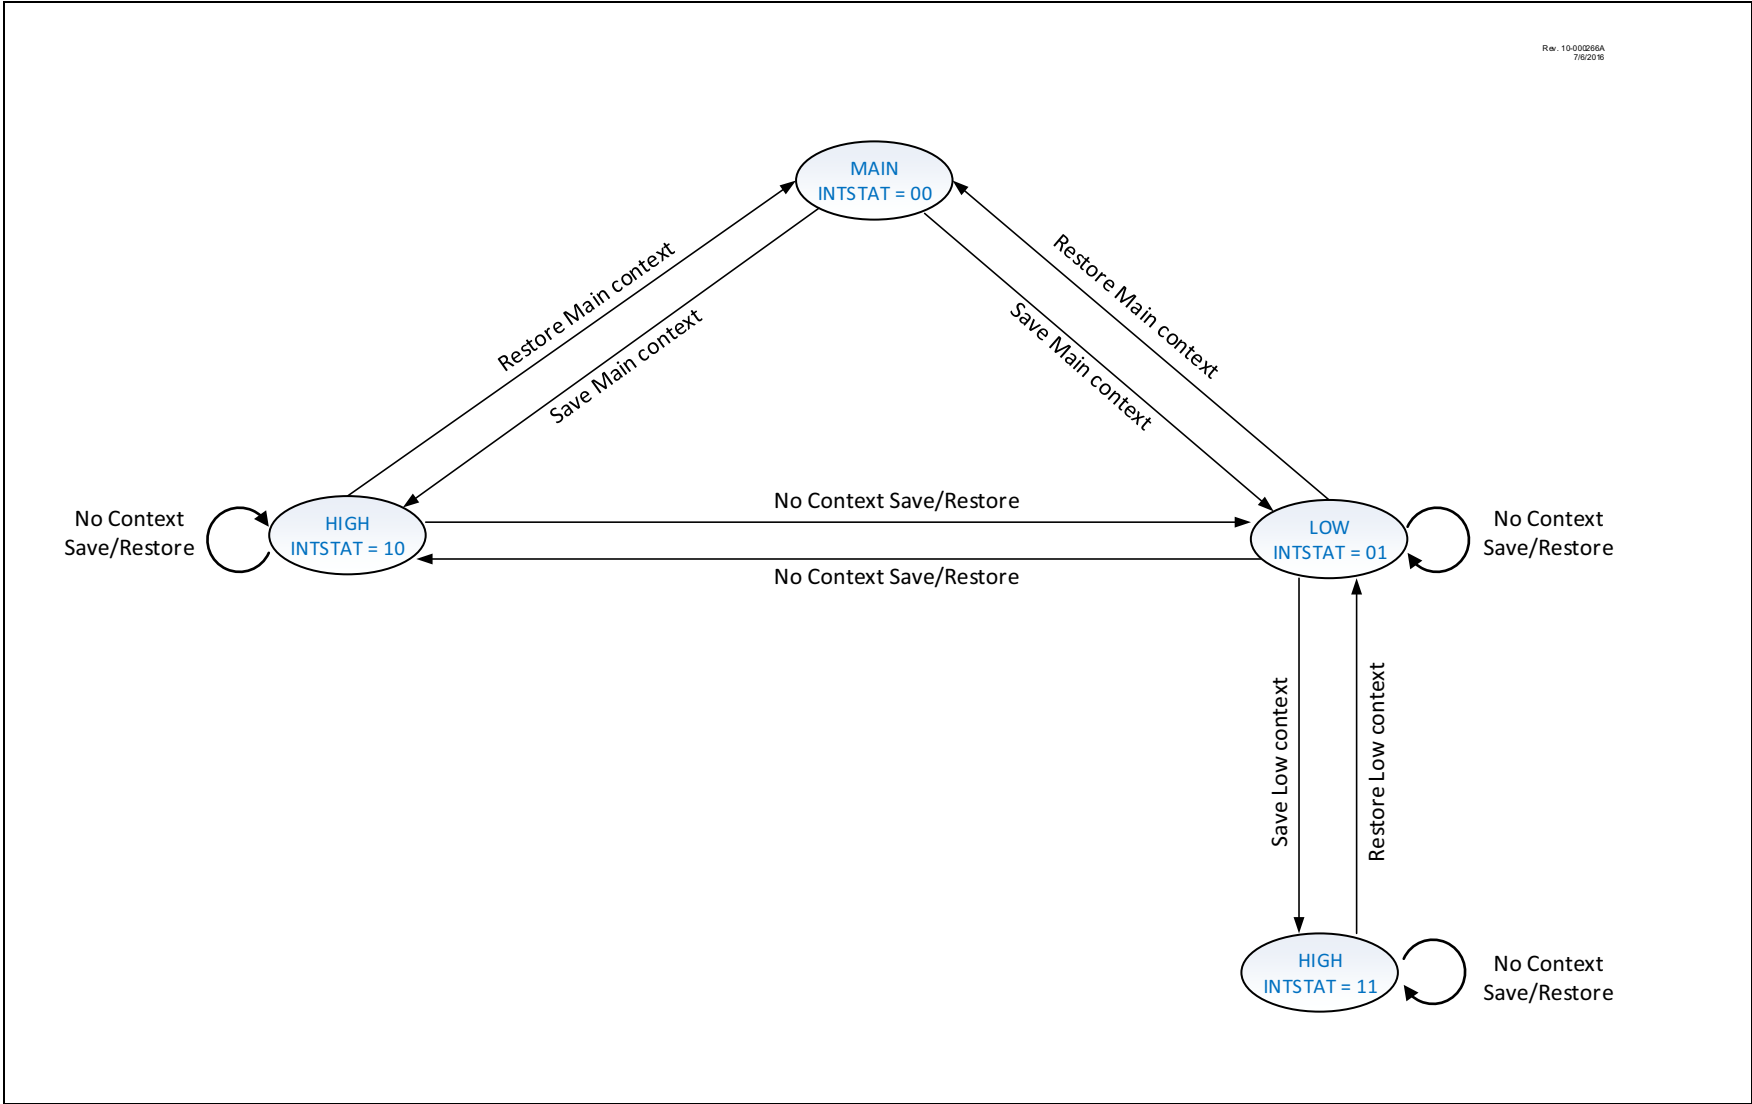 Rev. 10-000266A
7/6/2016
MAIN
INTSTAT = 00
Restore Main context
Save Main context
Save Main context
Restore Main context
No Context
Save/Restore
HIGH
INTSTAT = 10
No Context Save/Restore
No Context Save/Restore
LOW
INTSTAT = 01
No Context
Save/Restore
Save Low context
Restore Low context
HIGH
INTSTAT = 11
No Context
Save/Restore